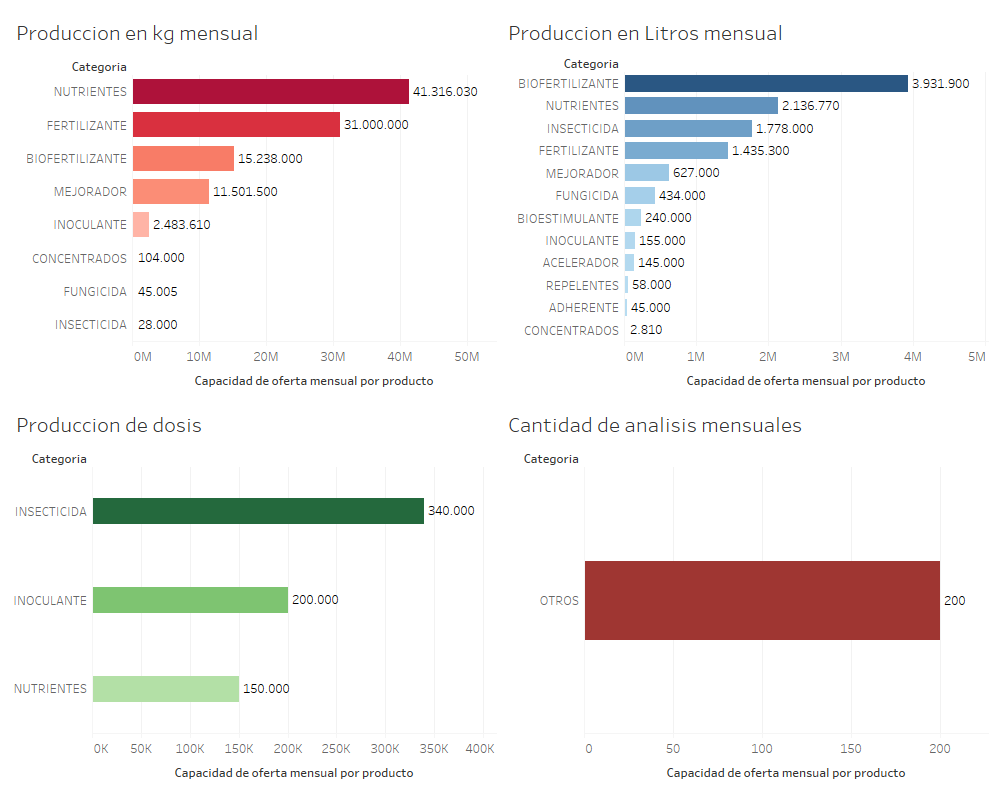 Produccion en kg mensual
Categoria
NUTRIENTES 41.316.030
FERTILIZANTE 31.000.000
BIOFERTILIZANTE 15.238.000
MEJORADOR 11.501.500
INOCULANTE 2.483.610
CONCENTRADOS 104.000
FUNGICIDA 45.005
INSECTICIDA 28.000
0M 10M 20M 30M 40M 50M
Capacidad de oferta mensual por producto
Produccion en Litros mensual
Categoria
BIOFERTILIZANTE 3.931.900
NUTRIENTES 2.136.770
INSECTICIDA 1.778.000
FERTILIZANTE 1.435.300
MEJORADOR 627.000
FUNGICIDA 434.000
BIOESTIMULANTE 240.000
INOCULANTE 155.000
ACELERADOR 145.000
REPELENTES 58.000
ADHERENTE 45.000
CONCENTRADOS 2.810
0M 1M 2M 3M 4M 5M
Capacidad de oferta mensual por producto
Produccion de dosis
Categoria
INSECTICIDA 340.000
INOCULANTE 200.000
NUTRIENTES 150.000
0K 50K 100K 150K 200K 250K 300K 350K 400K
Capacidad de oferta mensual por producto
Cantidad de analisis mensuales
Categoria
OTROS 200
0 50 100 150 200
Capacidad de oferta mensual por producto